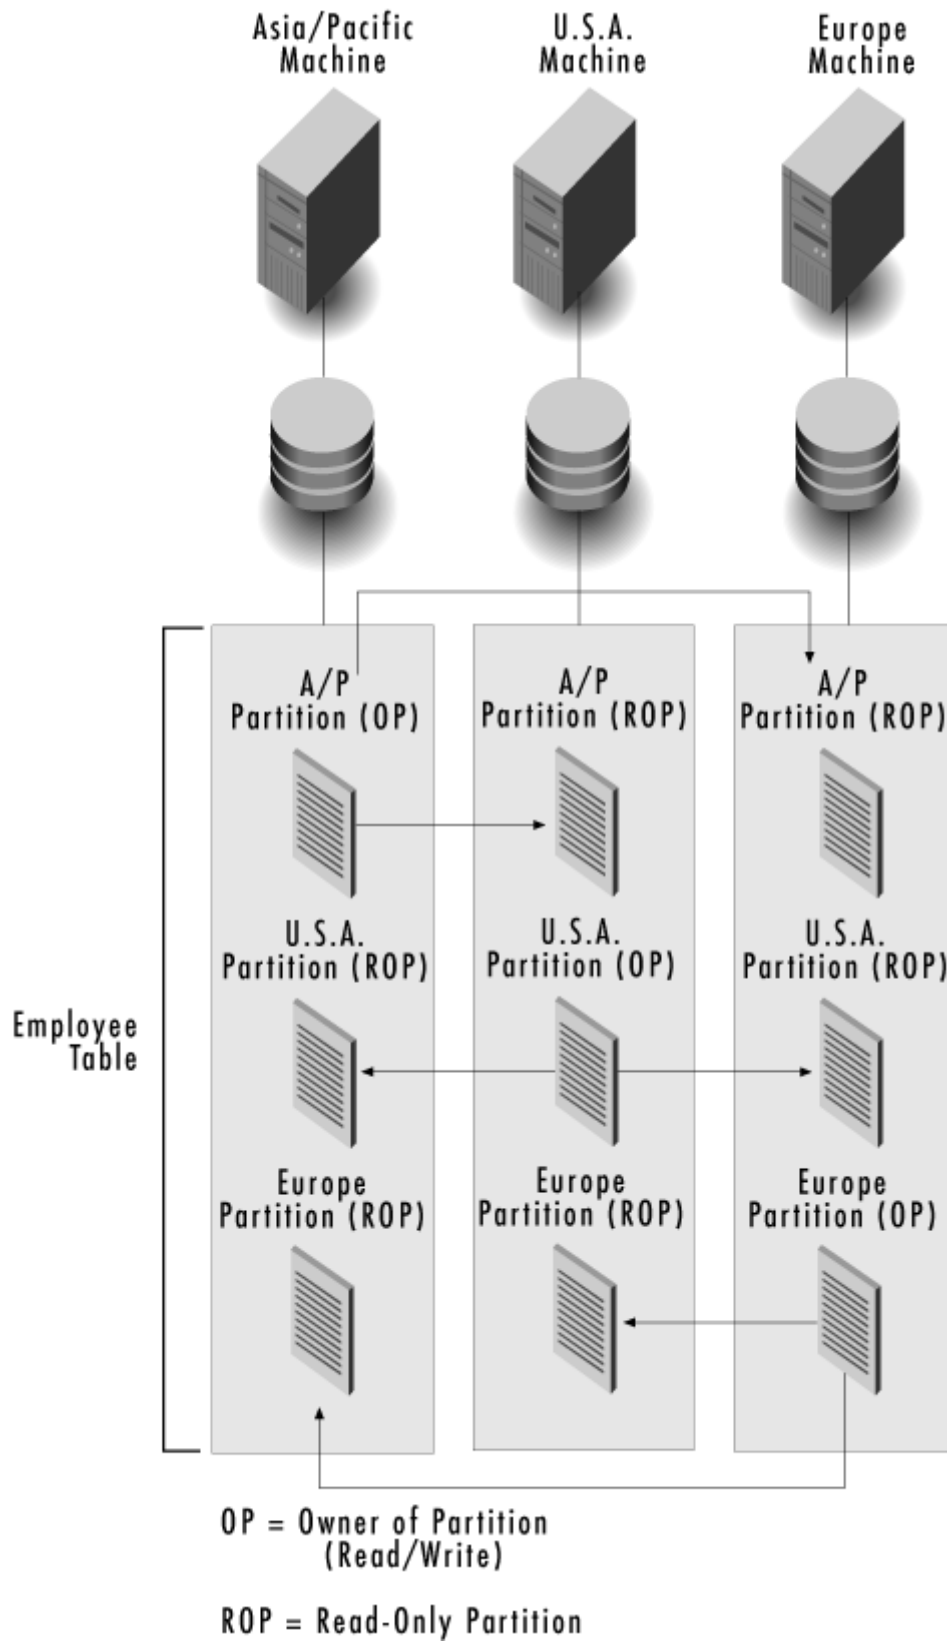 Asia/Pacific
Machine
U.S.A.
Machine
Europe
Machine
A/P
Partition (OP)
A/P
Partition (ROP)
A/P
Partition (ROP)
U.S.A.
Partition (ROP)
U.S.A.
Partition (OP)
U.S.A.
Partition (ROP)
Employee
Table
Europe
Partition (ROP)
Europe
Partition (ROP)
Europe
Partition (OP)
OP = Owner of Partition
(Read/Write)
ROP = Read-Only Partition